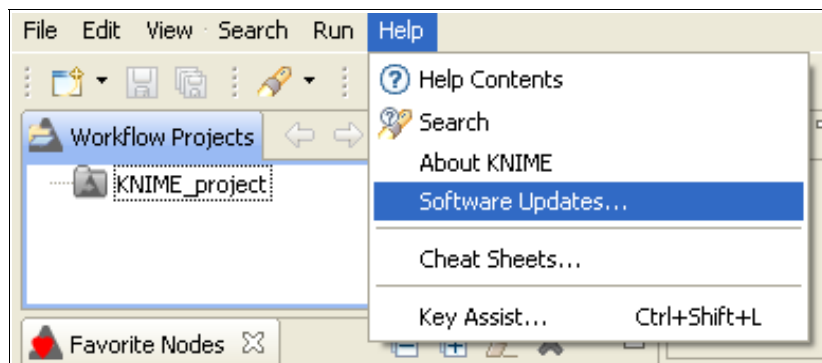 File Edit View Search Run Help
Help Contents
Search
About KNIME
Software Updates...
Cheat Sheets...
Key Assist... Ctrl+Shift+L
Workflow Projects
KNIME_project
Favorite Nodes